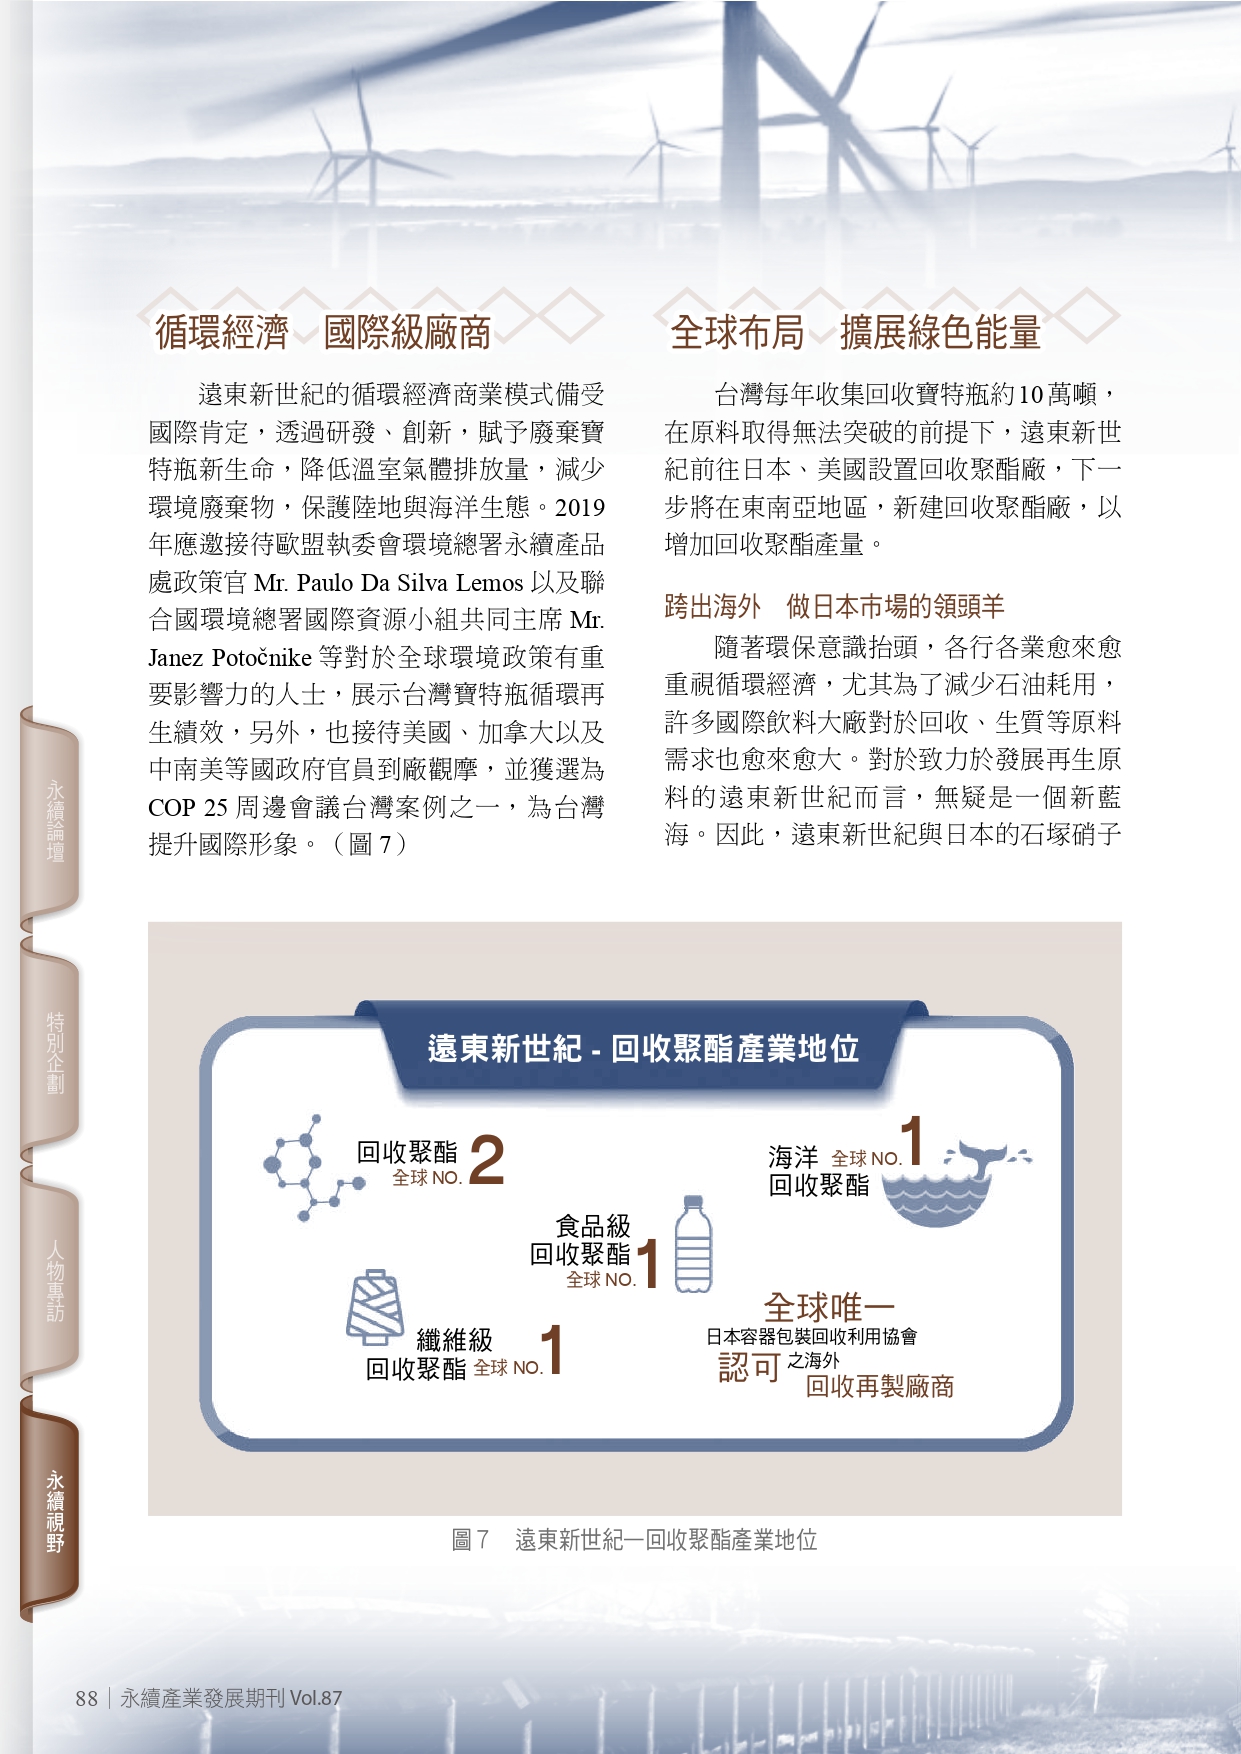 循環經濟　國際級廠商
遠東新世紀的循環經濟商業模式備受
國際肯定，透過研發、創新，賦予廢棄寶
特瓶新生命，降低溫室氣體排放量，減少
環境廢棄物，保護陸地與海洋生態。2019
年應邀接待歐盟執委會環境總署永續產品
處政策官 Mr. Paulo Da Silva Lemos 以及聯
合國環境總署國際資源小組共同主席 Mr.
Janez Potočnike 等對於全球環境政策有重
要影響力的人士，展示台灣寶特瓶循環再
生績效，另外，也接待美國、加拿大以及
中南美等國政府官員到廠觀摩，並獲選為
COP 25 周邊會議台灣案例之一，為台灣
提升國際形象。（圖 7）
全球布局　擴展綠色能量
台灣每年收集回收寶特瓶約 10 萬噸，
在原料取得無法突破的前提下，遠東新世
紀前往日本、美國設置回收聚酯廠，下一
步將在東南亞地區，新建回收聚酯廠，以
增加回收聚酯產量。
跨出海外　做日本市場的領頭羊
隨著環保意識抬頭，各行各業愈來愈
重視循環經濟，尤其為了減少石油耗用，
許多國際飲料大廠對於回收、生質等原料
需求也愈來愈大。對於致力於發展再生原
料的遠東新世紀而言，無疑是一個新藍
海。因此，遠東新世紀與日本的石塚硝子
遠東新世紀 - 回收聚酯產業地位
回收聚酯
全球 NO. 2
海洋 全球 NO. 1
回收聚酯
食品級
回收聚酯
全球 NO. 1
纖維級
回收聚酯 全球 NO. 1
全球唯一
日本容器包裝回收利用協會
認可 之海外
回收再製廠商
圖 7　遠東新世紀—回收聚酯產業地位
永續論壇
特別企劃
人物專訪
永續視野
88｜永續產業發展期刊 Vol.87